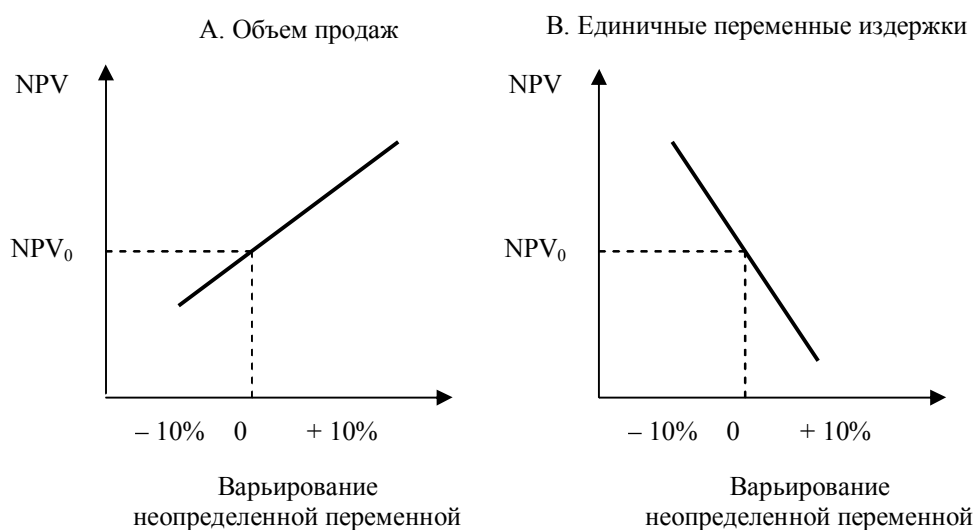 А. Объем продаж
NPV
NPV₀
– 10% 0 + 10%
Варьирование
неопределенной переменной
В. Единичные переменные издержки
NPV
NPV₀
– 10% 0 + 10%
Варьирование
неопределенной переменной